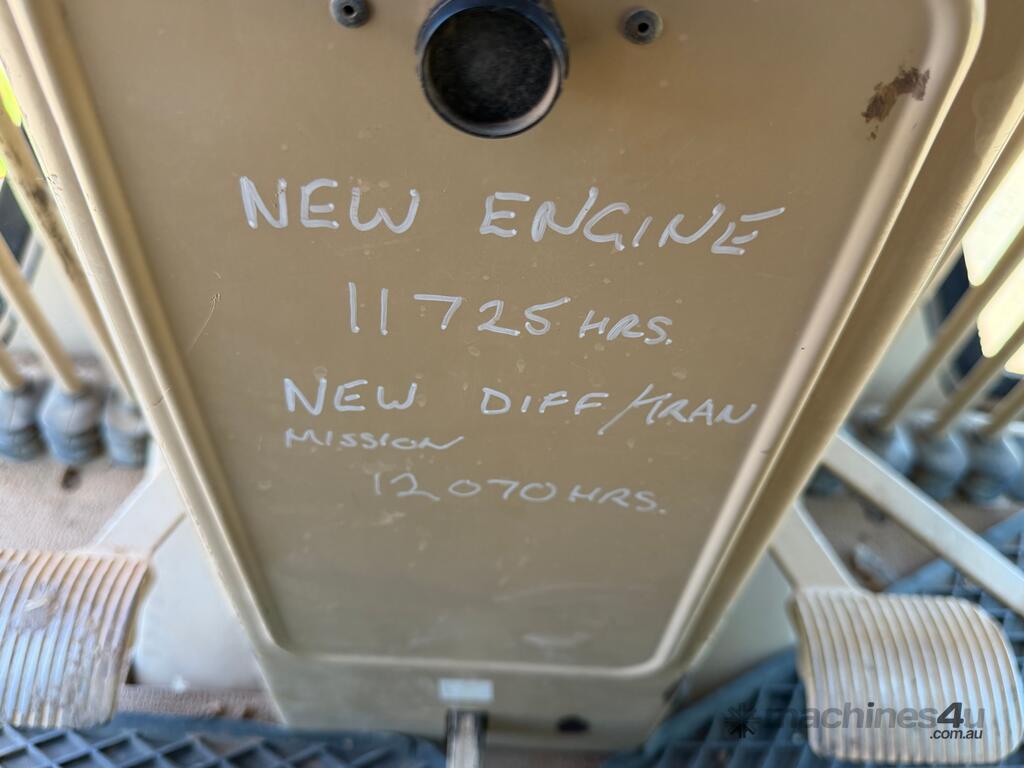 NEW ENGINE
11725 HRS.
NEW DIFF/TRAN
MISSION
12070 HRS.
machines4u
.com.au